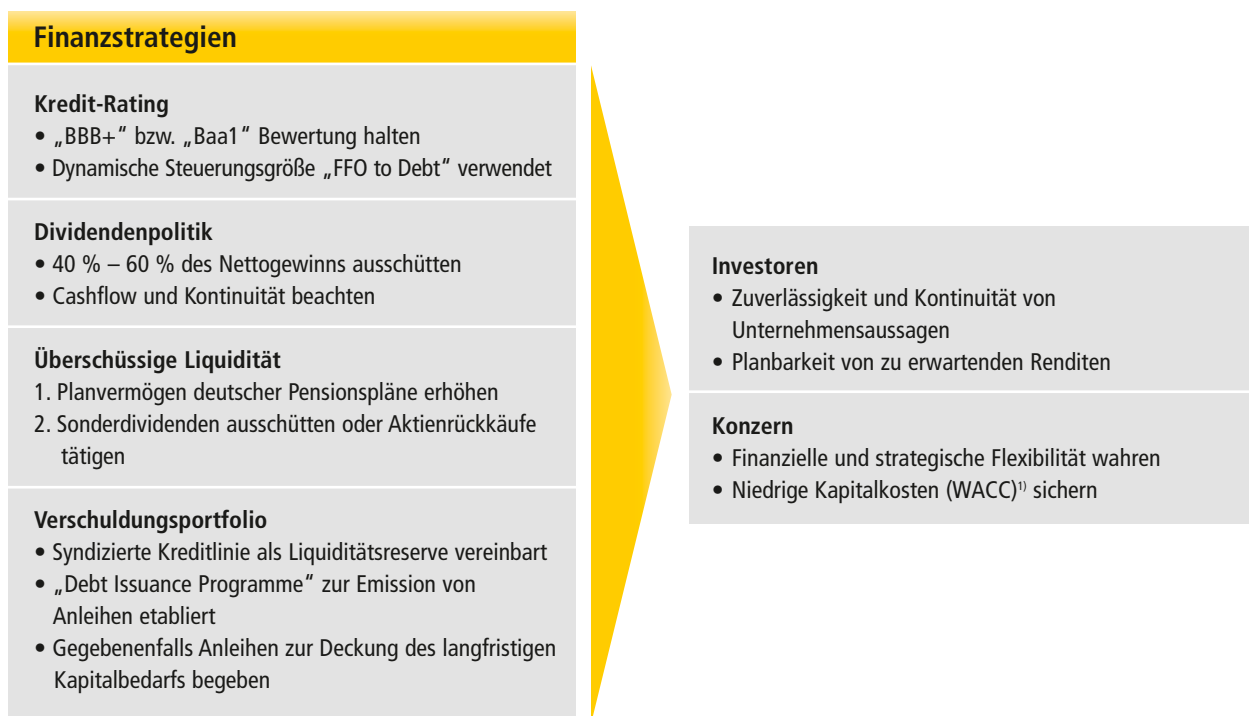 Finanzstrategien
Kredit-Rating
• „BBB+“ bzw. „Baa1“ Bewertung halten
• Dynamische Steuerungsgröße „FFO to Debt“ verwendet
Dividendenpolitik
• 40 % – 60 % des Nettogewinns ausschütten
• Cashflow und Kontinuität beachten
Überschüssige Liquidität
1. Planvermögen deutscher Pensionspläne erhöhen
2. Sonderdividenden ausschütten oder Aktienrückkäufe
tätigen
Verschuldungsportfolio
• Syndizierte Kreditlinie als Liquiditätsreserve vereinbart
• „Debt Issuance Programme“ zur Emission von
Anleihen etabliert
• Gegebenenfalls Anleihen zur Deckung des langfristigen
Kapitalbedarfs begeben
Investoren
• Zuverlässigkeit und Kontinuität von
Unternehmensaussagen
• Planbarkeit von zu erwartenden Renditen
Konzern
• Finanzielle und strategische Flexibilität wahren
• Niedrige Kapitalkosten (WACC)¹⁾ sichern